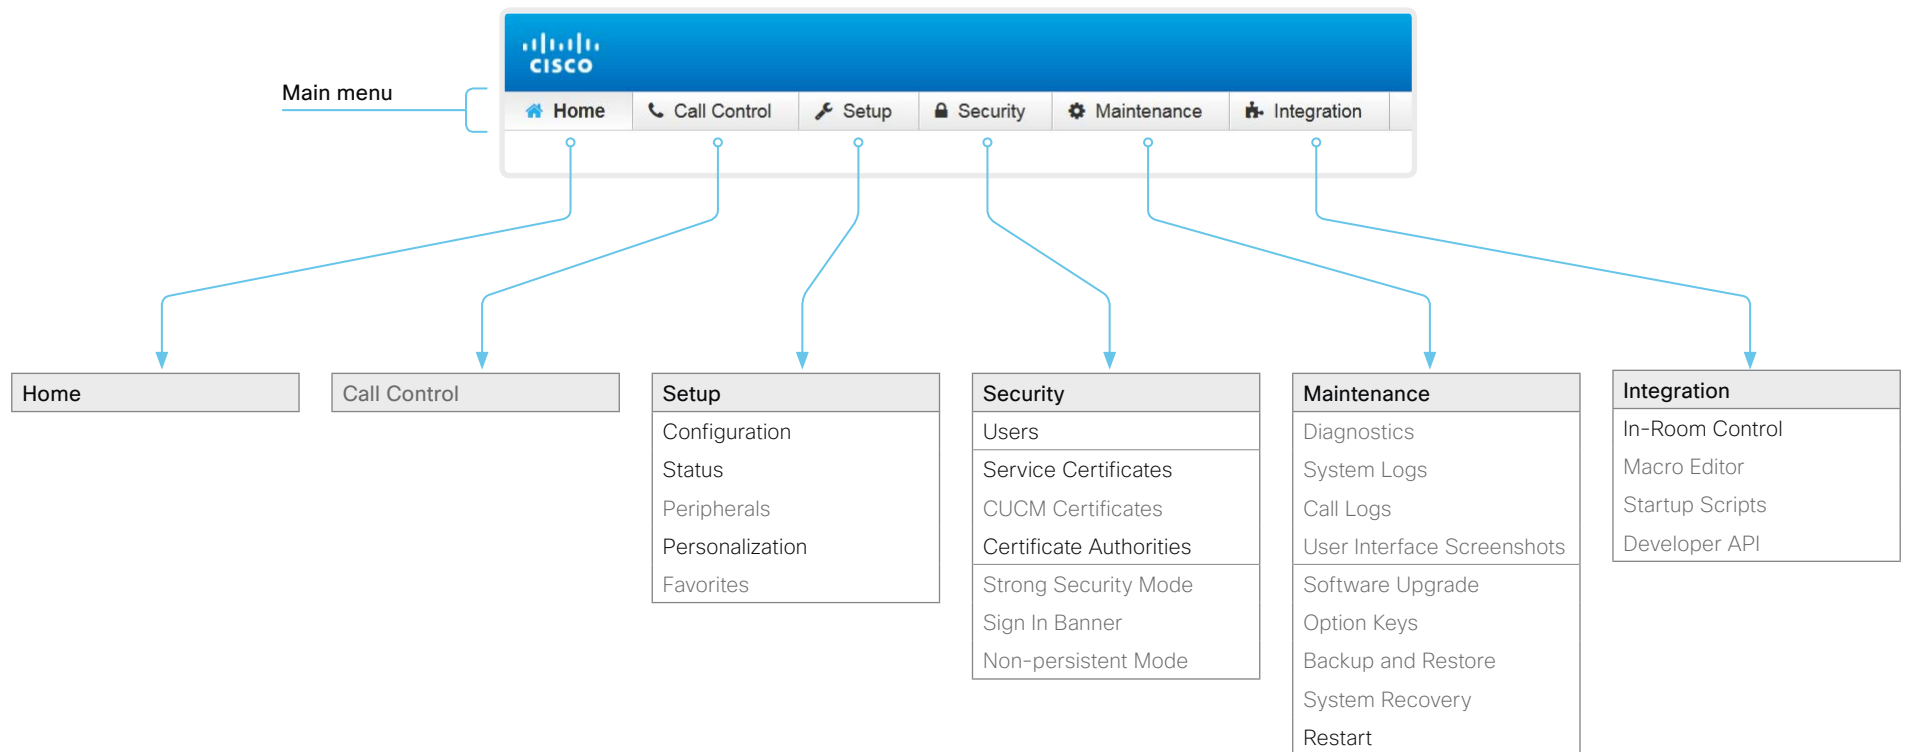 CISCO
Main menu
Home Call Control Setup Security Maintenance Integration
Home
Call Control
Setup
Configuration
Status
Peripherals
Personalization
Favorites
Security
Users
Service Certificates
CUCM Certificates
Certificate Authorities
Strong Security Mode
Sign In Banner
Non-persistent Mode
Maintenance
Diagnostics
System Logs
Call Logs
User Interface Screenshots
Software Upgrade
Option Keys
Backup and Restore
System Recovery
Restart
Integration
In-Room Control
Macro Editor
Startup Scripts
Developer API